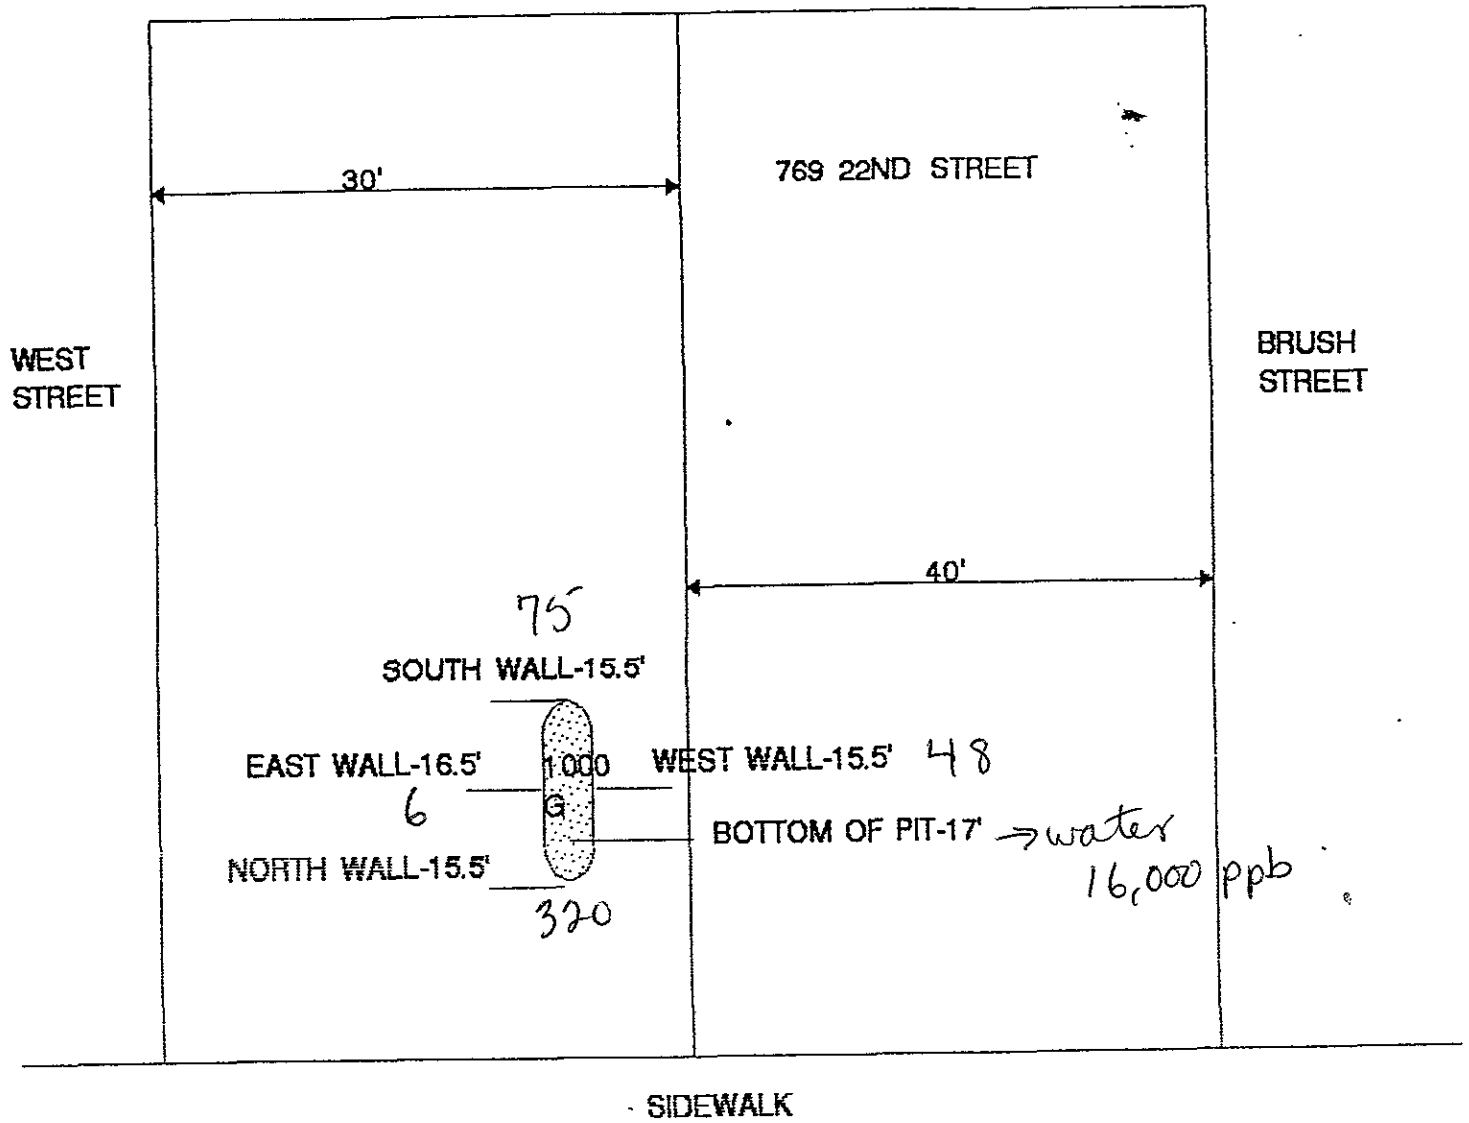 30'
769 22ND STREET
WEST
STREET
BRUSH
STREET
40'
75
SOUTH WALL-15.5'
EAST WALL-16.5'
1000
WEST WALL-15.5' 48
6
G
BOTTOM OF PIT-17' → water
16,000 ppb
NORTH WALL-15.5'
320
SIDEWALK